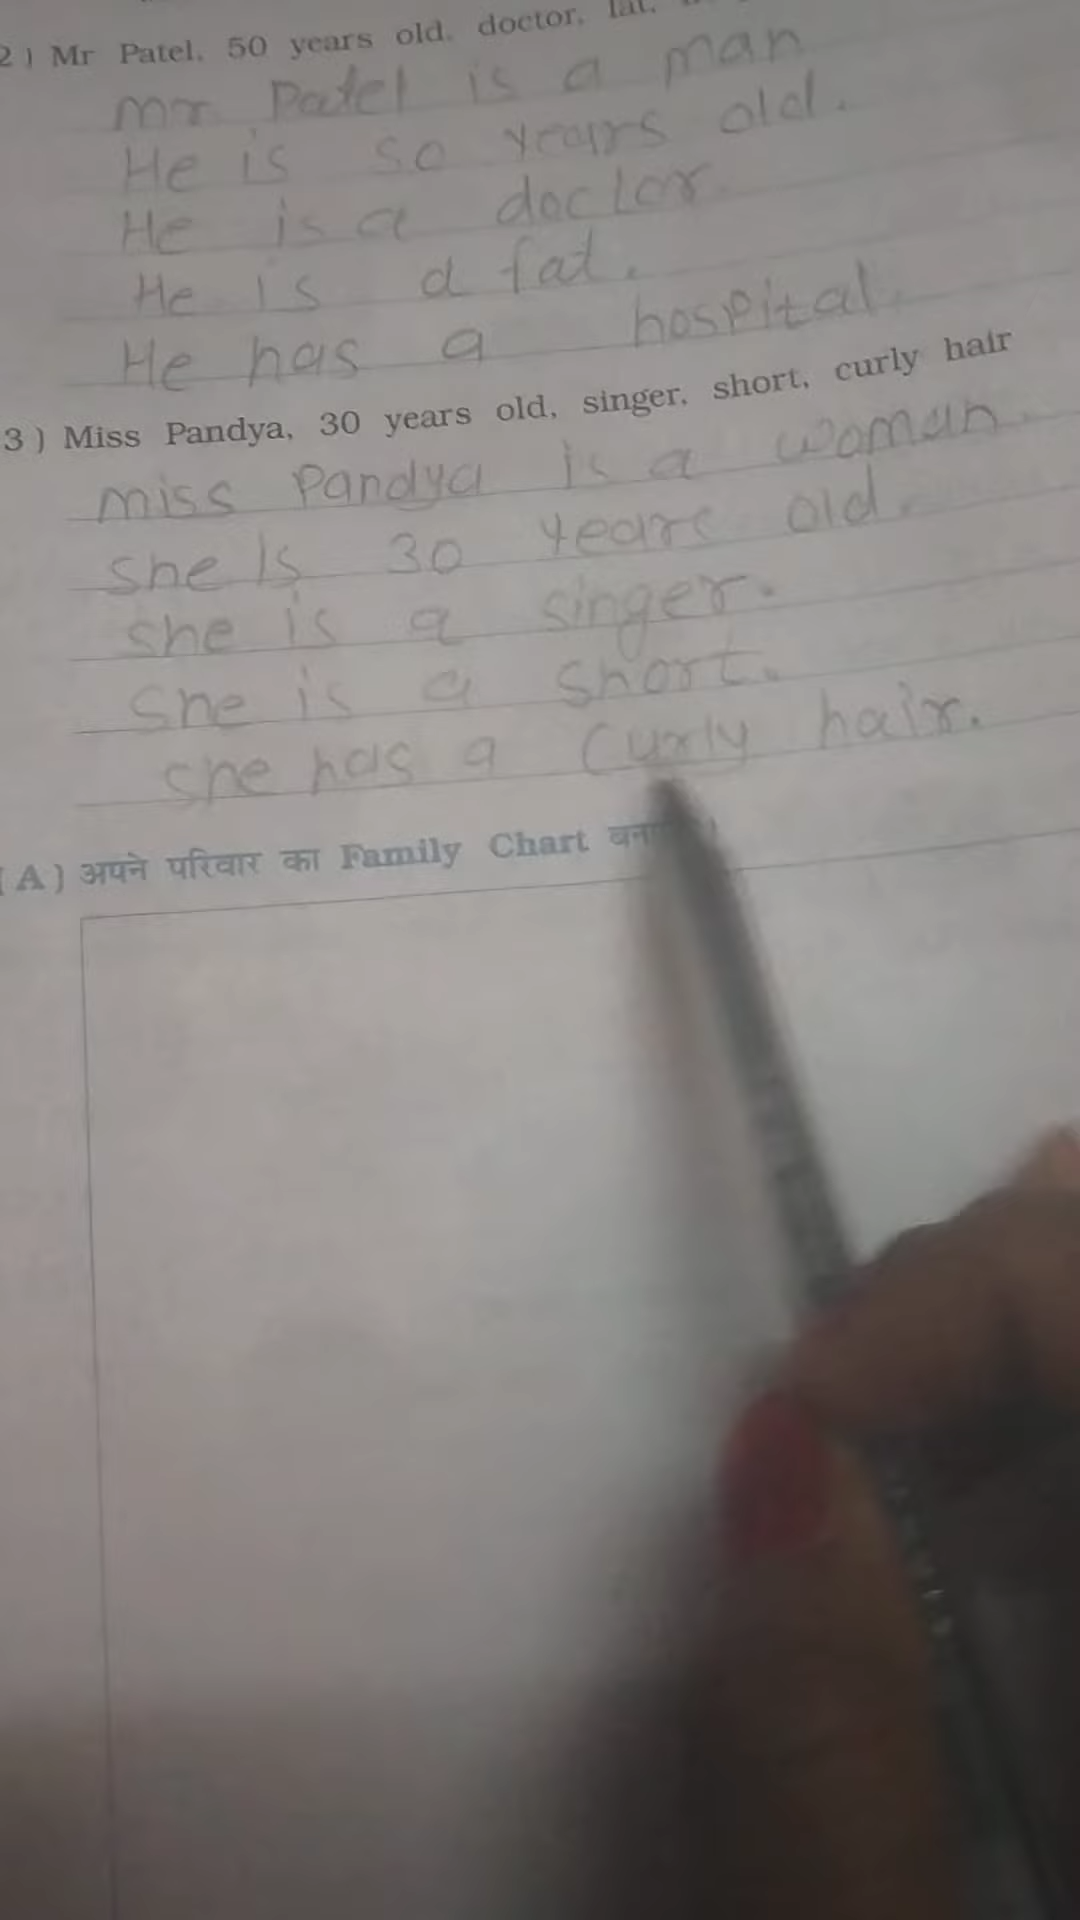 2) Mr Patel, 50 years old, doctor, fat,
mr Patel is a man
He is 50 years old.
He is a doctor
He is a fat.
He has a hospital.
3) Miss Pandya, 30 years old, singer, short, curly hair
miss Pandya is a woman.
she is 30 years old.
she is a singer.
she is a short.
she has a curly hair.
(A) अपने परिवार का Family Chart